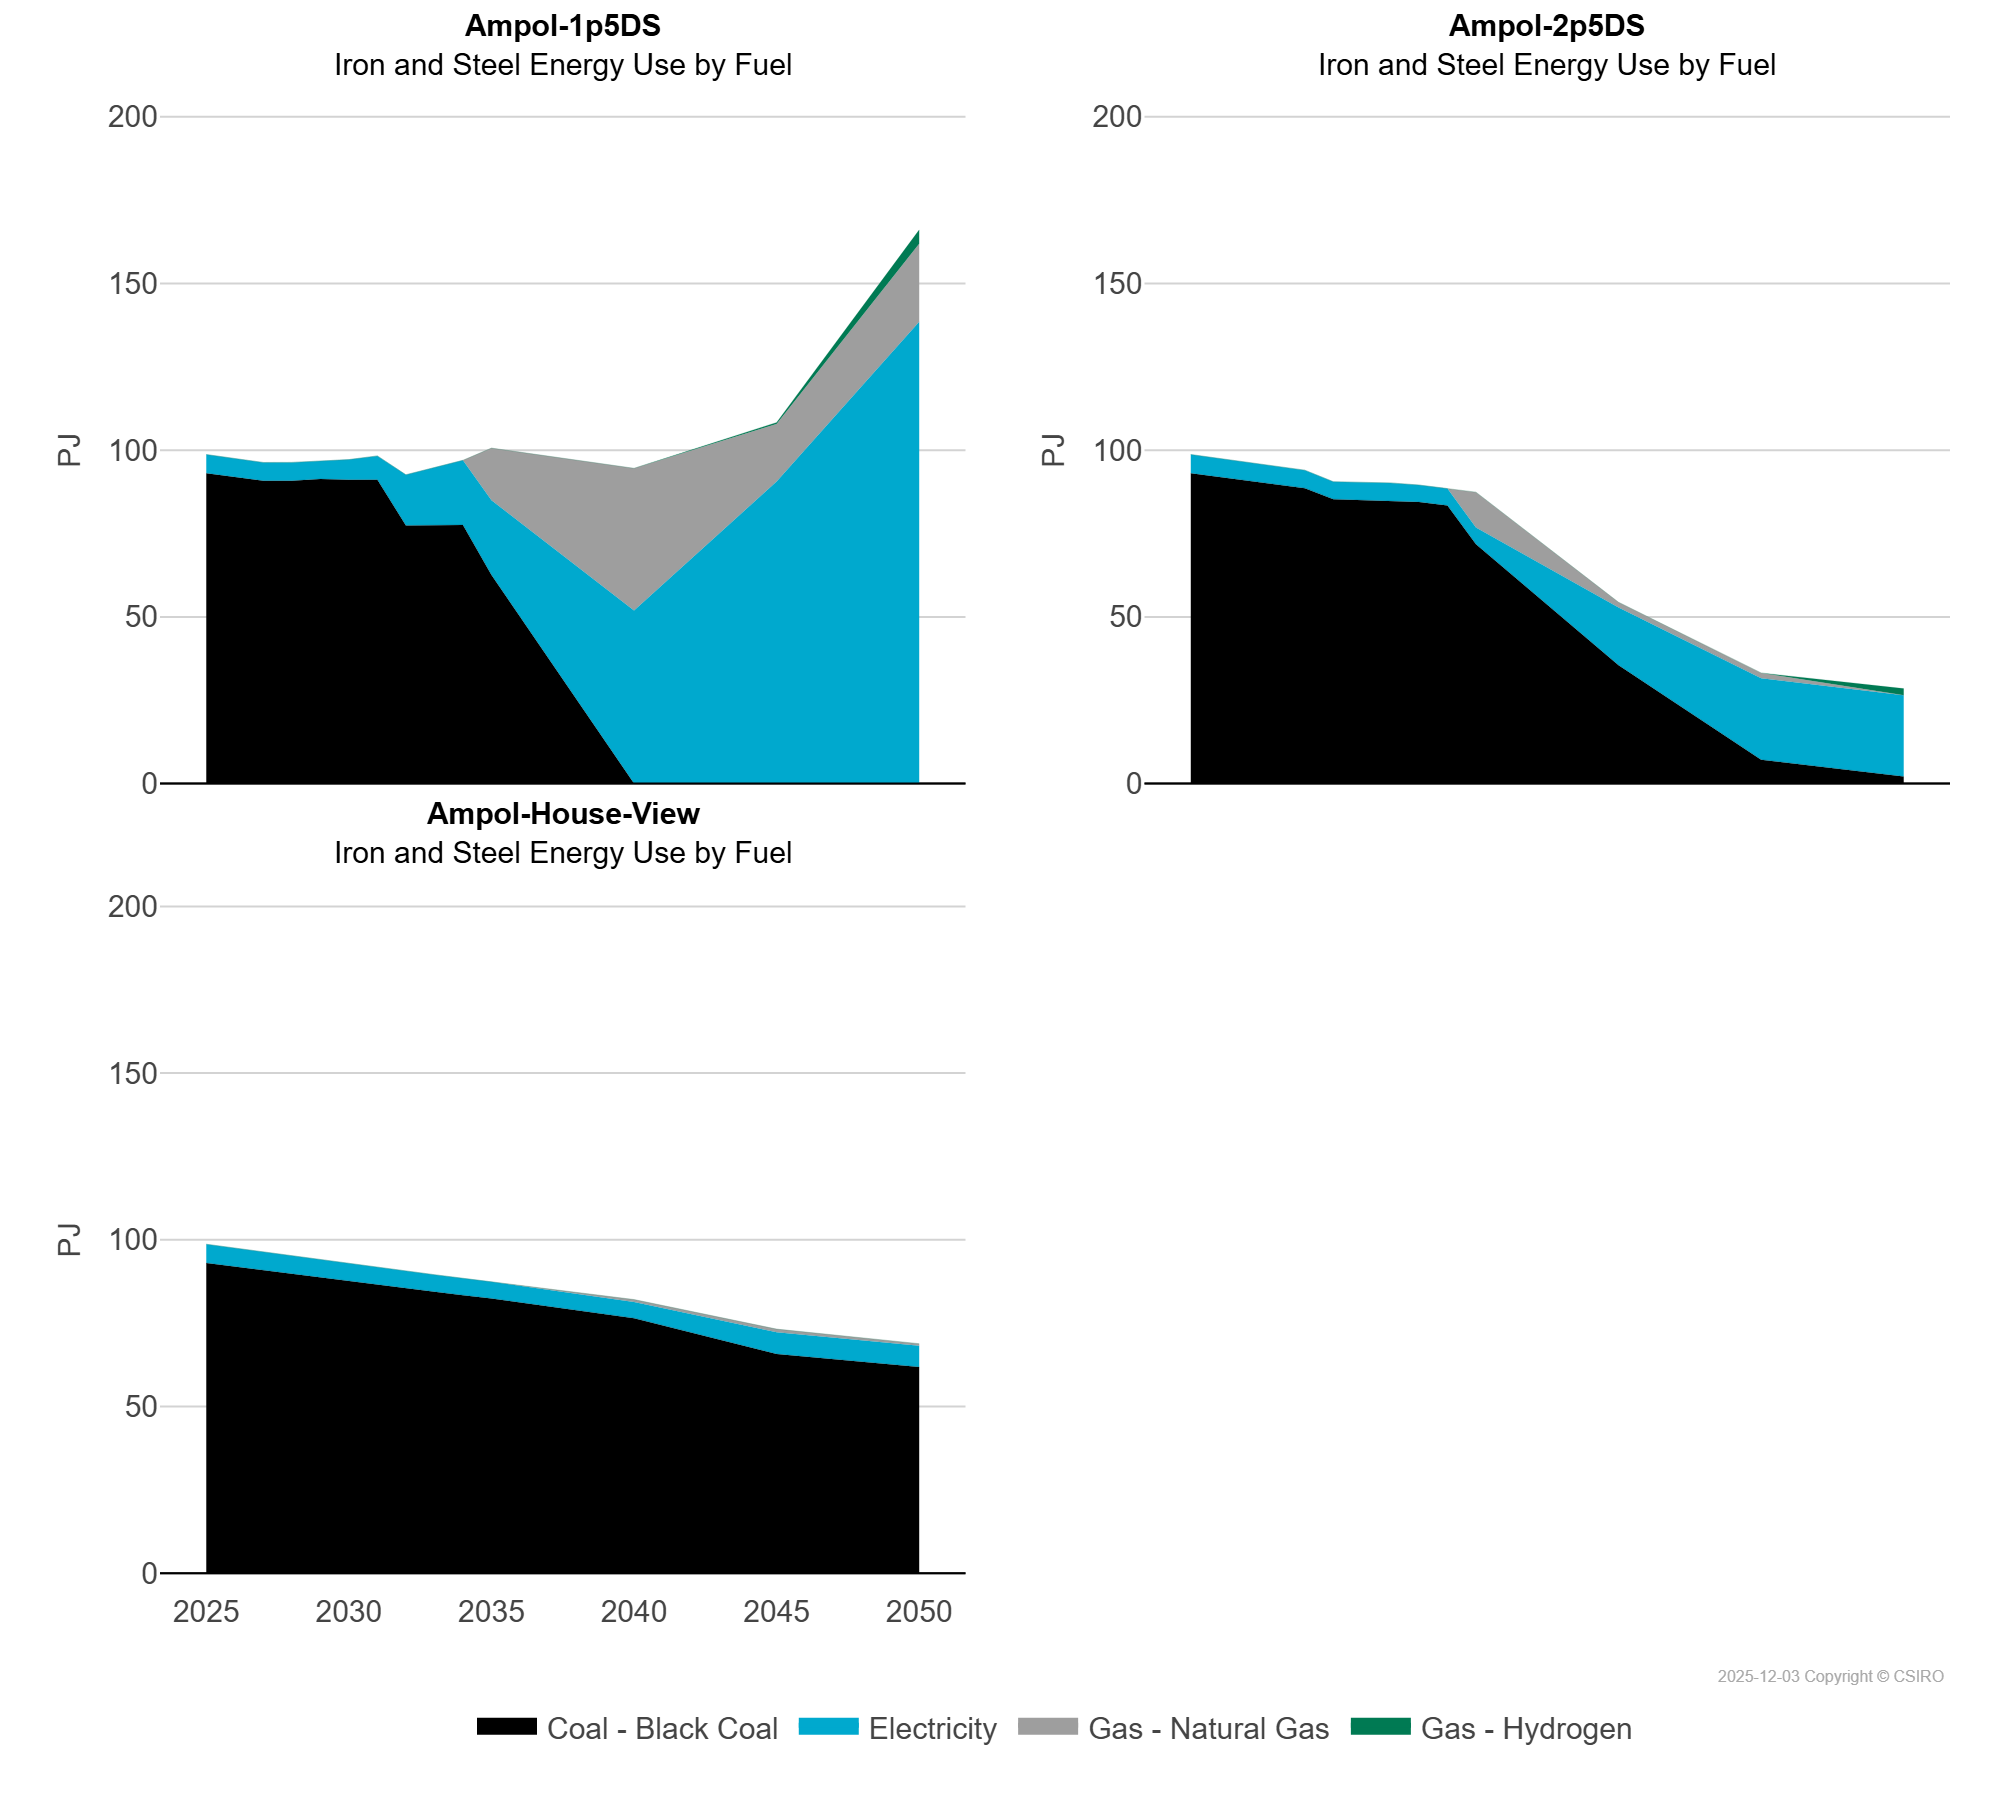 Ampol-1p5DS
Iron and Steel Energy Use by Fuel
200
150
100
50
0
PJ
Ampol-2p5DS
Iron and Steel Energy Use by Fuel
200
150
100
50
0
PJ
Ampol-House-View
Iron and Steel Energy Use by Fuel
200
150
100
50
0
PJ
2025 2030 2035 2040 2045 2050
2025-12-03 Copyright © CSIRO
Coal - Black Coal Electricity Gas - Natural Gas Gas - Hydrogen